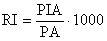 RI = PIA/PA · 1000